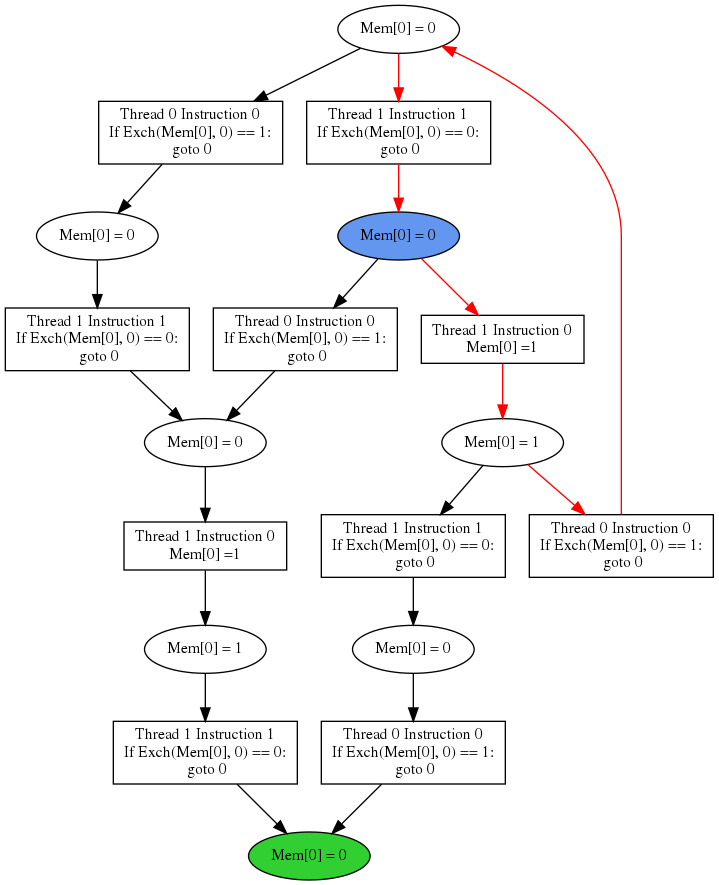 Mem[0] = 0
Thread 0 Instruction 0
If Exch(Mem[0], 0) == 1:
goto 0
Thread 1 Instruction 1
If Exch(Mem[0], 0) == 0:
goto 0
Mem[0] = 0
Mem[0] = 0
Thread 1 Instruction 1
If Exch(Mem[0], 0) == 0:
goto 0
Thread 0 Instruction 0
If Exch(Mem[0], 0) == 1:
goto 0
Thread 1 Instruction 0
Mem[0] =1
Mem[0] = 0
Mem[0] = 1
Thread 1 Instruction 0
Mem[0] =1
Thread 1 Instruction 1
If Exch(Mem[0], 0) == 0:
goto 0
Thread 0 Instruction 0
If Exch(Mem[0], 0) == 1:
goto 0
Mem[0] = 1
Mem[0] = 0
Thread 1 Instruction 1
If Exch(Mem[0], 0) == 0:
goto 0
Thread 0 Instruction 0
If Exch(Mem[0], 0) == 1:
goto 0
Mem[0] = 0